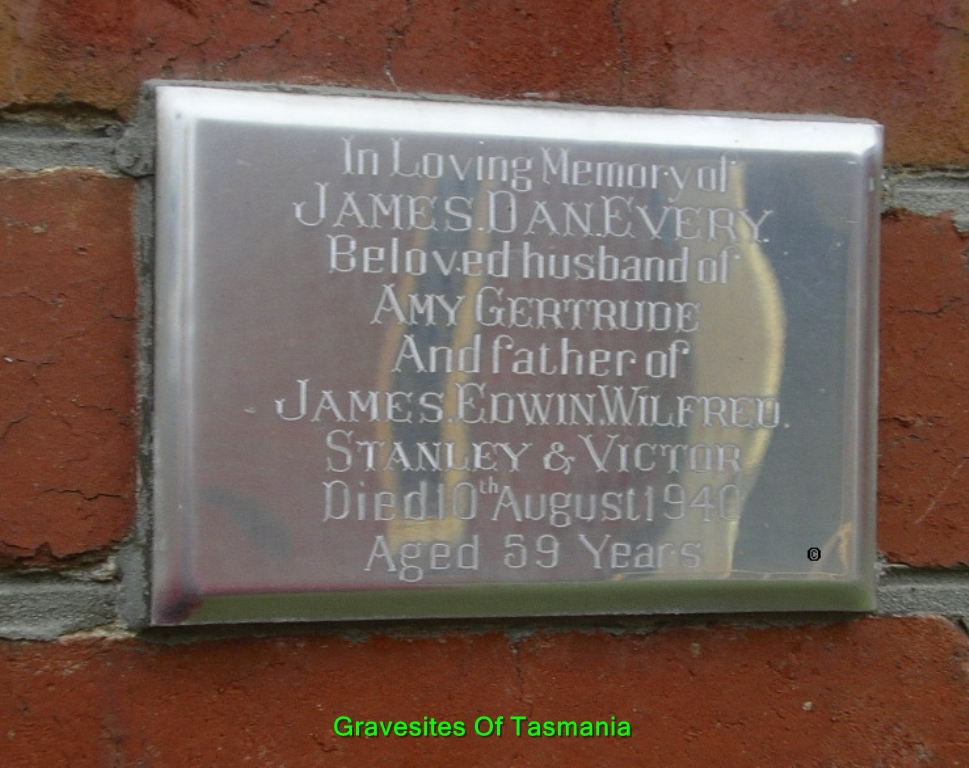 In Loving Memory of
JAMES.DAN.EVERY.
Beloved husband of
AMY GERTRUDE
And father of
JAMES.EDWIN.WILFRED.
STANLEY & VICTOR
Died 10th August 1940
Aged 59 Years
©
Gravesites Of Tasmania